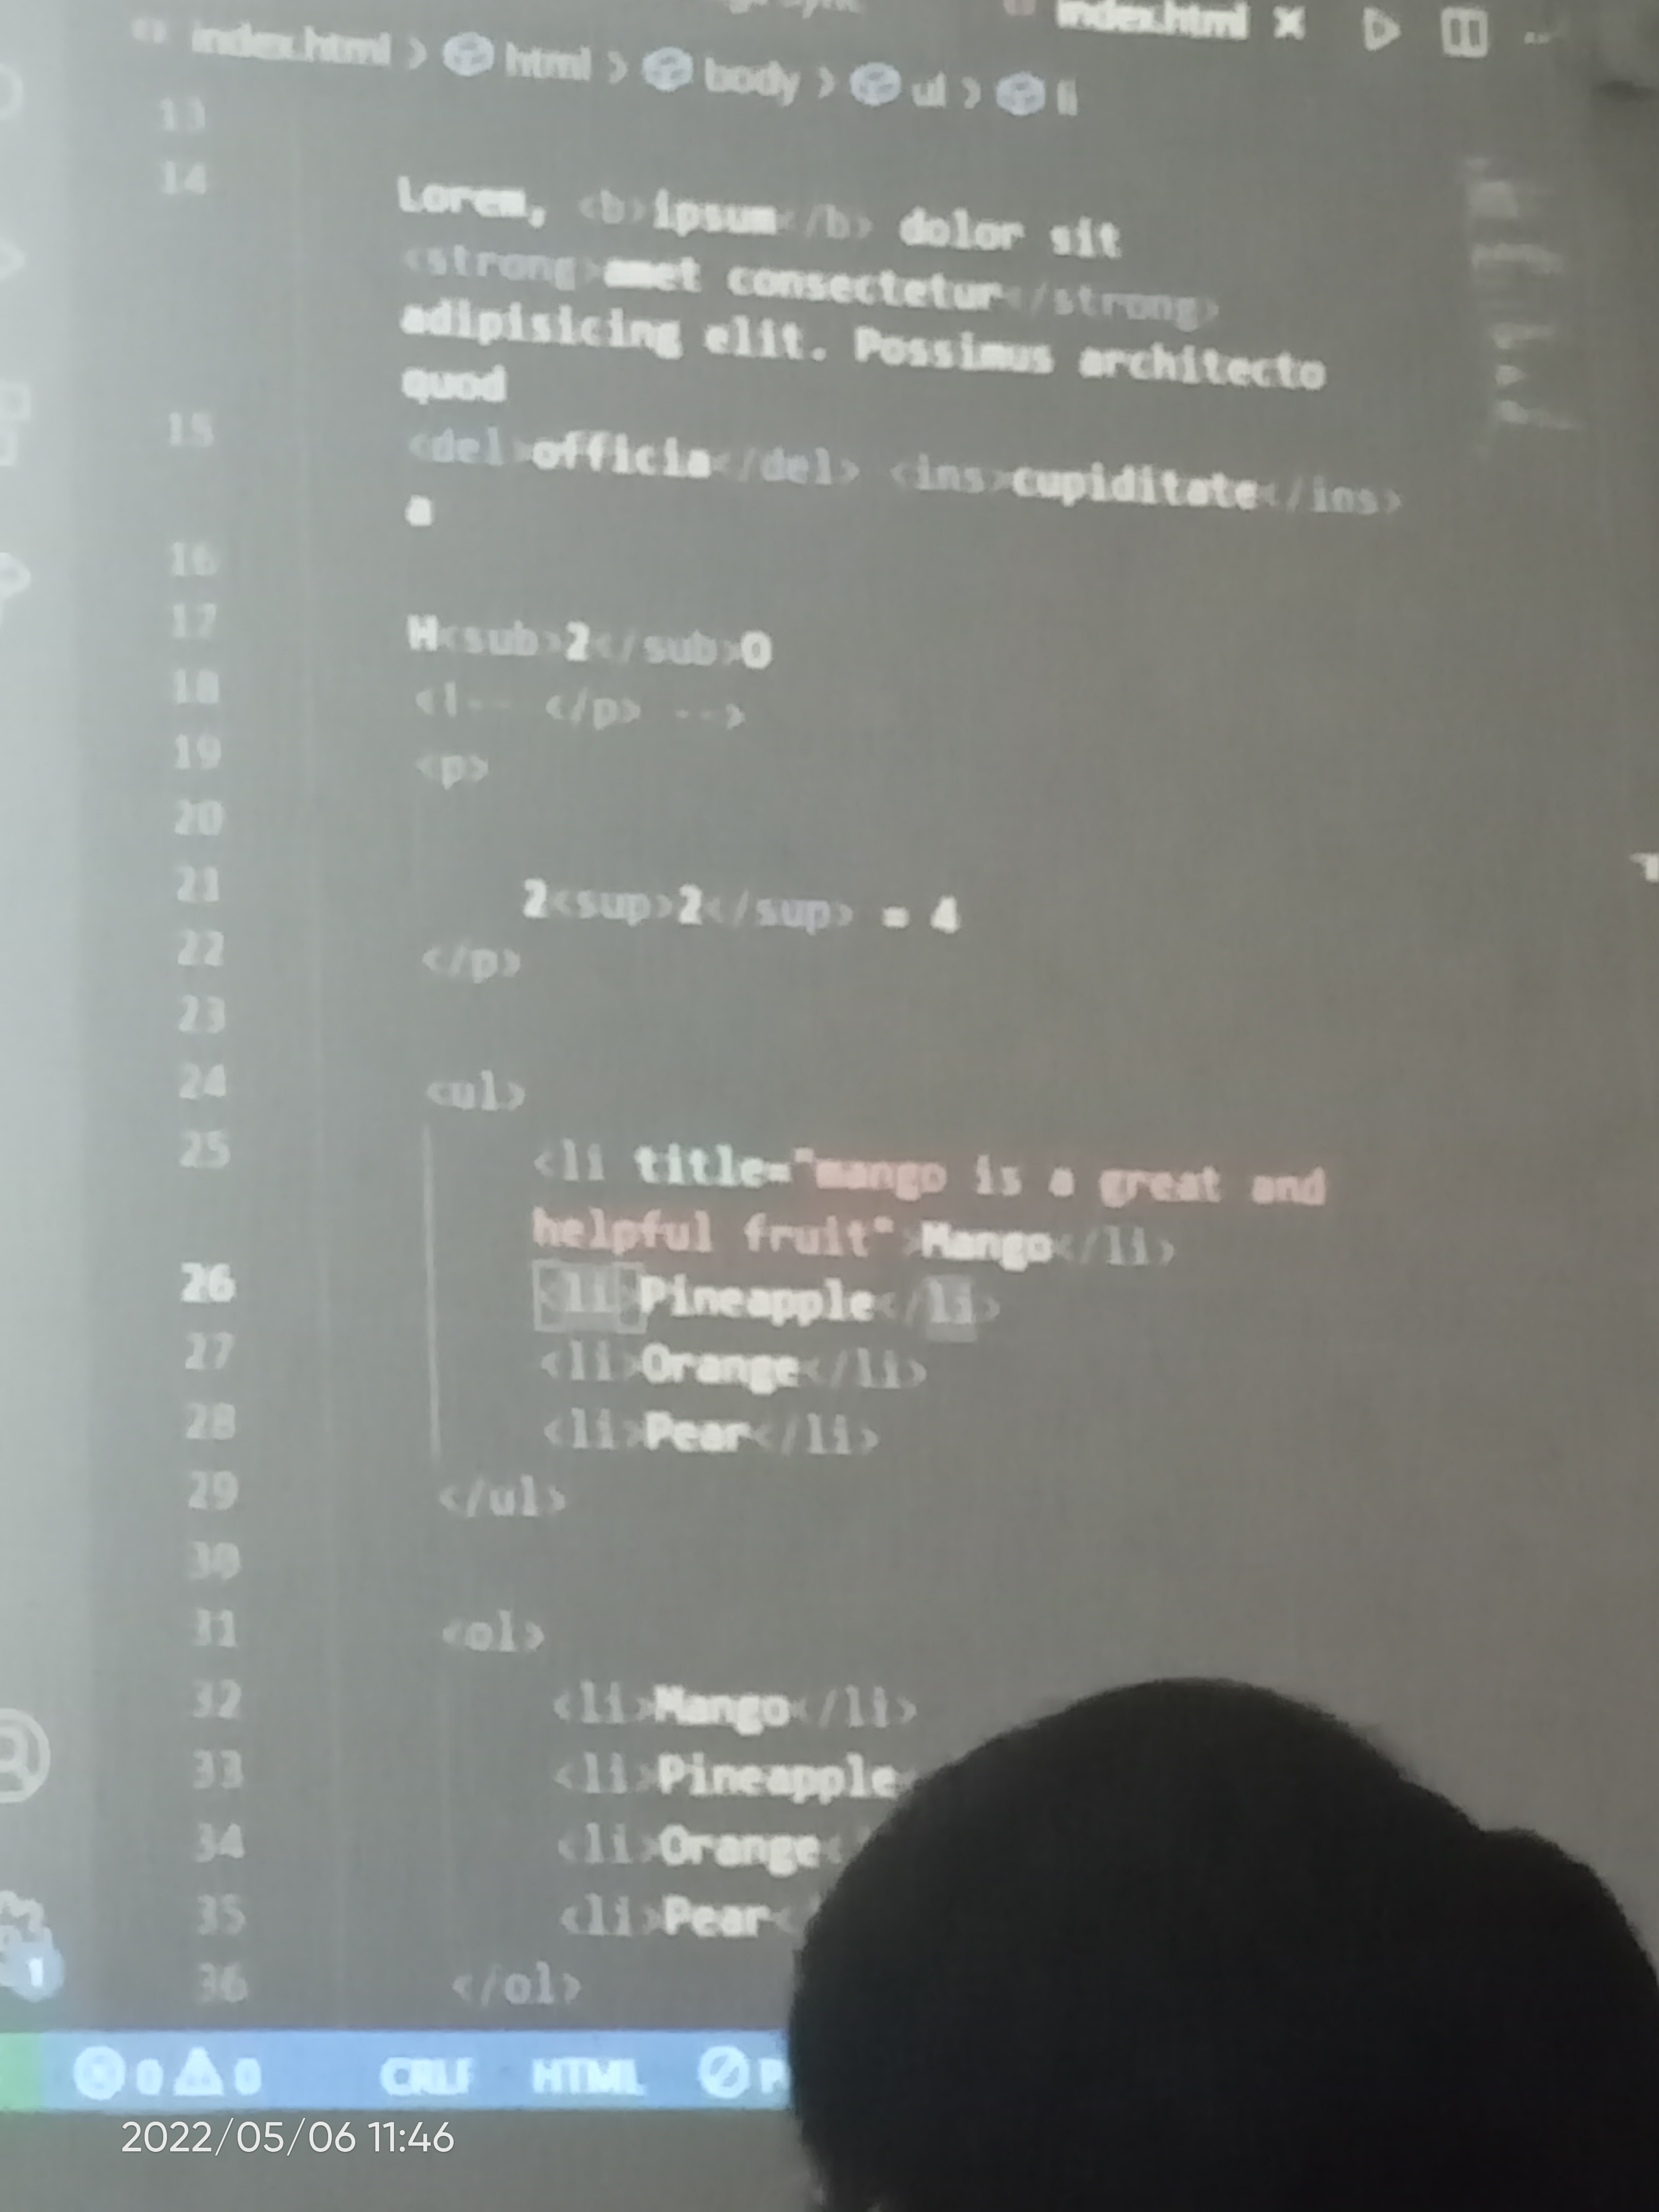 index.html ×
index.html > html > body > ul > li
13
14 Lorem, <b>ipsum</b> dolor sit
<strong>amet consectetur</strong>
adipisicing elit. Possimus architecto
quod
15 <del>officia</del> <ins>cupiditate</ins>
a
16
17 H<sub>2</sub>O
18 <!-- </p> -->
19 <p>
20
21 2<sup>2</sup> = 4
22 </p>
23
24 <ul>
25 <li title="mango is a great and
helpful fruit">Mango</li>
26 <li>Pineapple</li>
27 <li>Orange</li>
28 <li>Pear</li>
29 </ul>
30
31 <ol>
32 <li>Mango</li>
33 <li>Pineapple<
34 <li>Orange<
35 <li>Pear<
36 </ol>
1
0 0 CRLF HTML P
2022/05/06 11:46